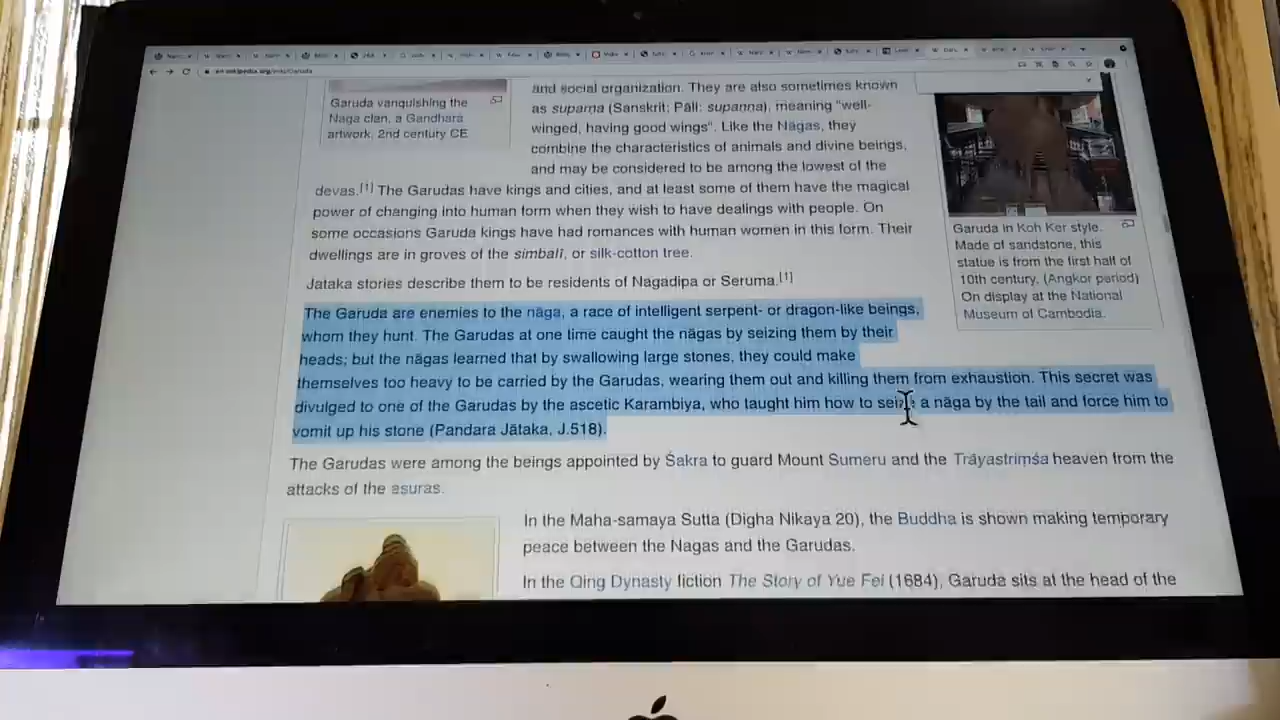 en.wikipedia.org/wiki/Garuda
Garuda vanquishing the
Naga clan, a Gandhara
artwork, 2nd century CE
and social organization. They are also sometimes known
as suparṇa (Sanskrit; Pāli: supaṇṇa), meaning "well-
winged, having good wings". Like the Nāgas, they
combine the characteristics of animals and divine beings,
and may be considered to be among the lowest of the
devas.[1] The Garudas have kings and cities, and at least some of them have the magical
power of changing into human form when they wish to have dealings with people. On
some occasions Garuda kings have had romances with human women in this form. Their
dwellings are in groves of the simbalī, or silk-cotton tree.
Jataka stories describe them to be residents of Nagadipa or Seruma.[1]
The Garuda are enemies to the nāga, a race of intelligent serpent- or dragon-like beings,
whom they hunt. The Garudas at one time caught the nāgas by seizing them by their
heads; but the nāgas learned that by swallowing large stones, they could make
themselves too heavy to be carried by the Garudas, wearing them out and killing them from exhaustion. This secret was
divulged to one of the Garudas by the ascetic Karambiya, who taught him how to seize a nāga by the tail and force him to
vomit up his stone (Pandara Jātaka, J.518).
The Garudas were among the beings appointed by Śakra to guard Mount Sumeru and the Trāyastriṃśa heaven from the
attacks of the asuras.
In the Maha-samaya Sutta (Digha Nikaya 20), the Buddha is shown making temporary
peace between the Nagas and the Garudas.
In the Qing Dynasty fiction The Story of Yue Fei (1684), Garuda sits at the head of the
Garuda in Koh Ker style.
Made of sandstone, this
statue is from the first half of
10th century, (Angkor period)
On display at the National
Museum of Cambodia.